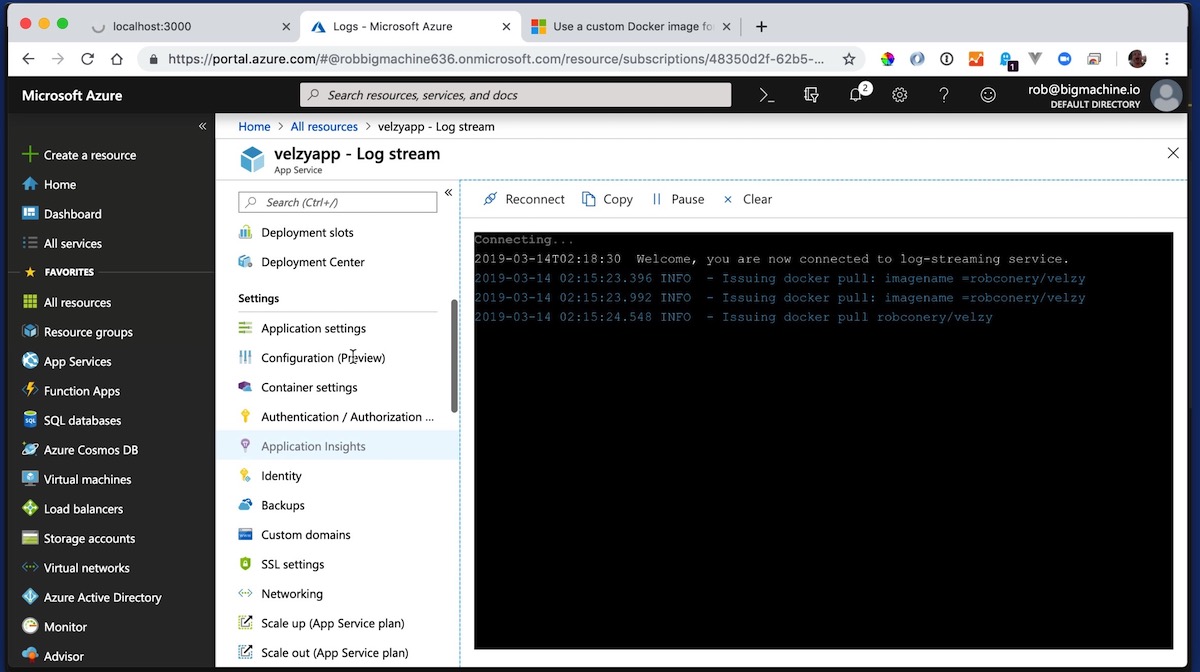 localhost:3000
Logs - Microsoft Azure
Use a custom Docker image fo
https://portal.azure.com/#@robbigmachine636.onmicrosoft.com/resource/subscriptions/48350d2f-62b5-...
1
Microsoft Azure
Search resources, services, and docs
2
rob@bigmachine.io
DEFAULT DIRECTORY
Home > All resources > velzyapp - Log stream
velzyapp - Log stream
App Service
Create a resource
Home
Dashboard
All services
FAVORITES
All resources
Resource groups
App Services
Function Apps
SQL databases
Azure Cosmos DB
Virtual machines
Load balancers
Storage accounts
Virtual networks
Azure Active Directory
Monitor
Advisor
Search (Ctrl+/)
Deployment slots
Deployment Center
Settings
Application settings
Configuration (Preview)
Container settings
Authentication / Authorization ...
Application Insights
Identity
Backups
Custom domains
SSL settings
Networking
Scale up (App Service plan)
Scale out (App Service plan)
Reconnect Copy Pause Clear
Connecting...
2019-03-14T02:18:30  Welcome, you are now connected to log-streaming service.
2019-03-14 02:15:23.396 INFO  - Issuing docker pull: imagename =robconery/velzy
2019-03-14 02:15:23.992 INFO  - Issuing docker pull: imagename =robconery/velzy
2019-03-14 02:15:24.548 INFO  - Issuing docker pull robconery/velzy